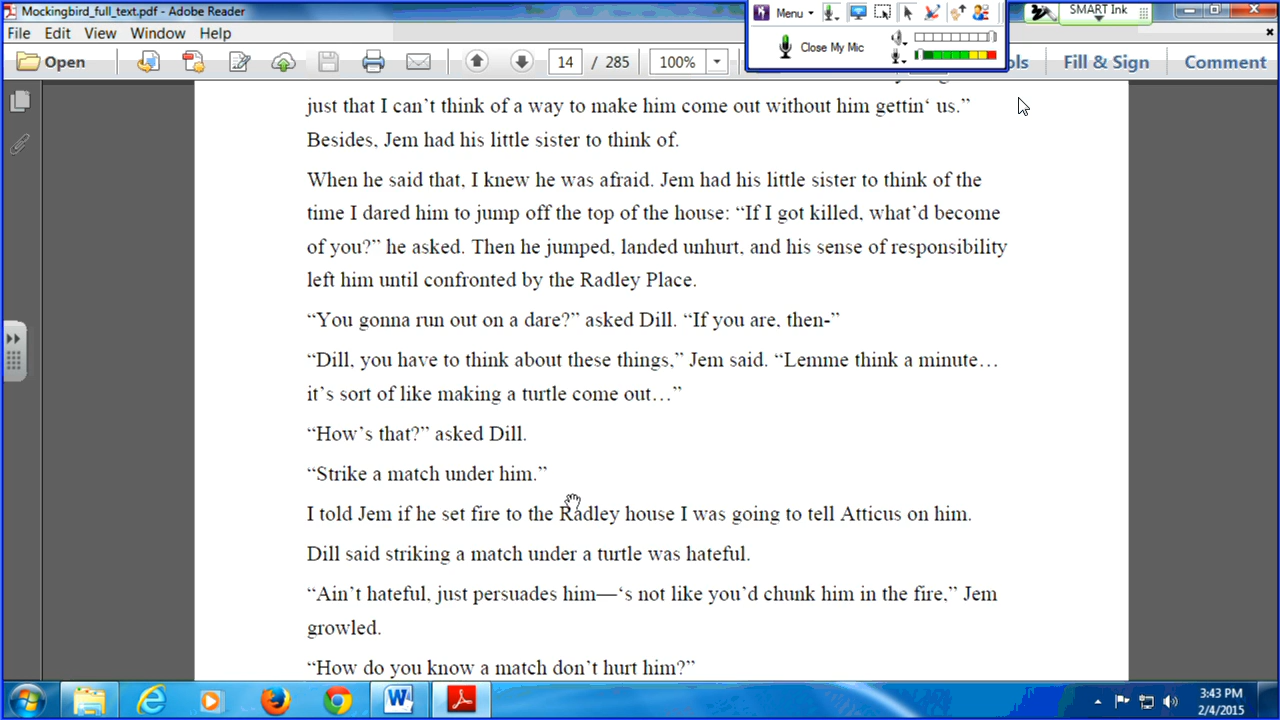 Mockingbird_full_text.pdf - Adobe Reader
Menu
SMART Ink
File Edit View Window Help
Close My Mic
Open
14 / 285
100%
Fill & Sign
Comment
just that I can’t think of a way to make him come out without him gettin‘ us.”
Besides, Jem had his little sister to think of.
When he said that, I knew he was afraid. Jem had his little sister to think of the
time I dared him to jump off the top of the house: “If I got killed, what’d become
of you?” he asked. Then he jumped, landed unhurt, and his sense of responsibility
left him until confronted by the Radley Place.
“You gonna run out on a dare?” asked Dill. “If you are, then-”
“Dill, you have to think about these things,” Jem said. “Lemme think a minute…
it’s sort of like making a turtle come out…”
“How’s that?” asked Dill.
“Strike a match under him.”
I told Jem if he set fire to the Radley house I was going to tell Atticus on him.
Dill said striking a match under a turtle was hateful.
“Ain’t hateful, just persuades him—‘s not like you’d chunk him in the fire,” Jem
growled.
“How do you know a match don’t hurt him?”
3:43 PM
2/4/2015